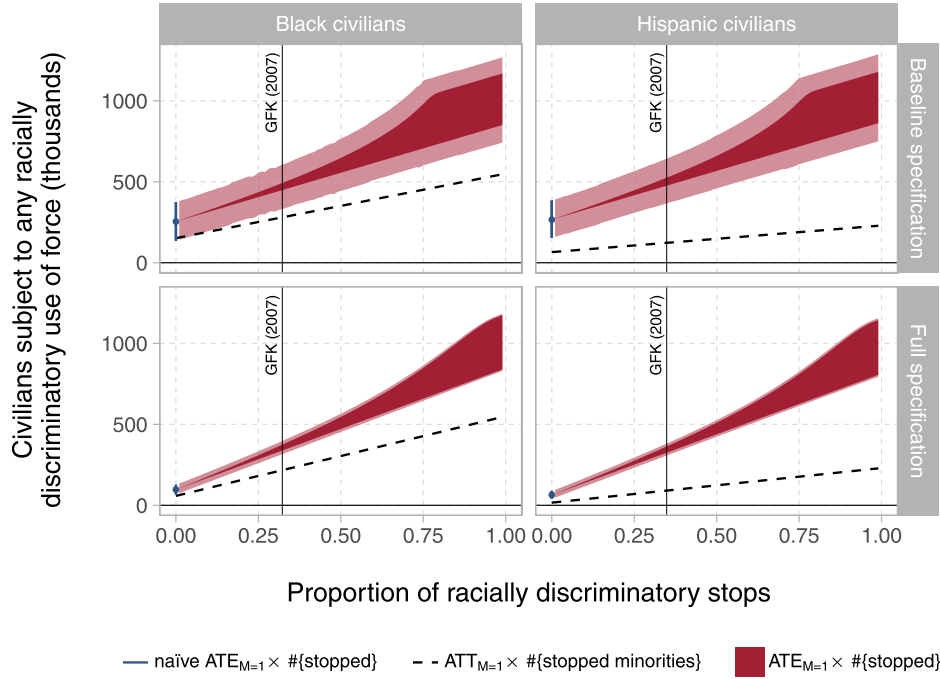 Black civilians
Hispanic civilians
Civilians subject to any racially
discriminatory use of force (thousands)
1000
500
0
GFK (2007)
GFK (2007)
Baseline specification
1000
500
0
GFK (2007)
GFK (2007)
Full specification
0.00 0.25 0.50 0.75 1.00
0.00 0.25 0.50 0.75 1.00
Proportion of racially discriminatory stops
naïve ATE_{M=1} × #{stopped}
ATT_{M=1} × #{stopped minorities}
ATE_{M=1} × #{stopped}